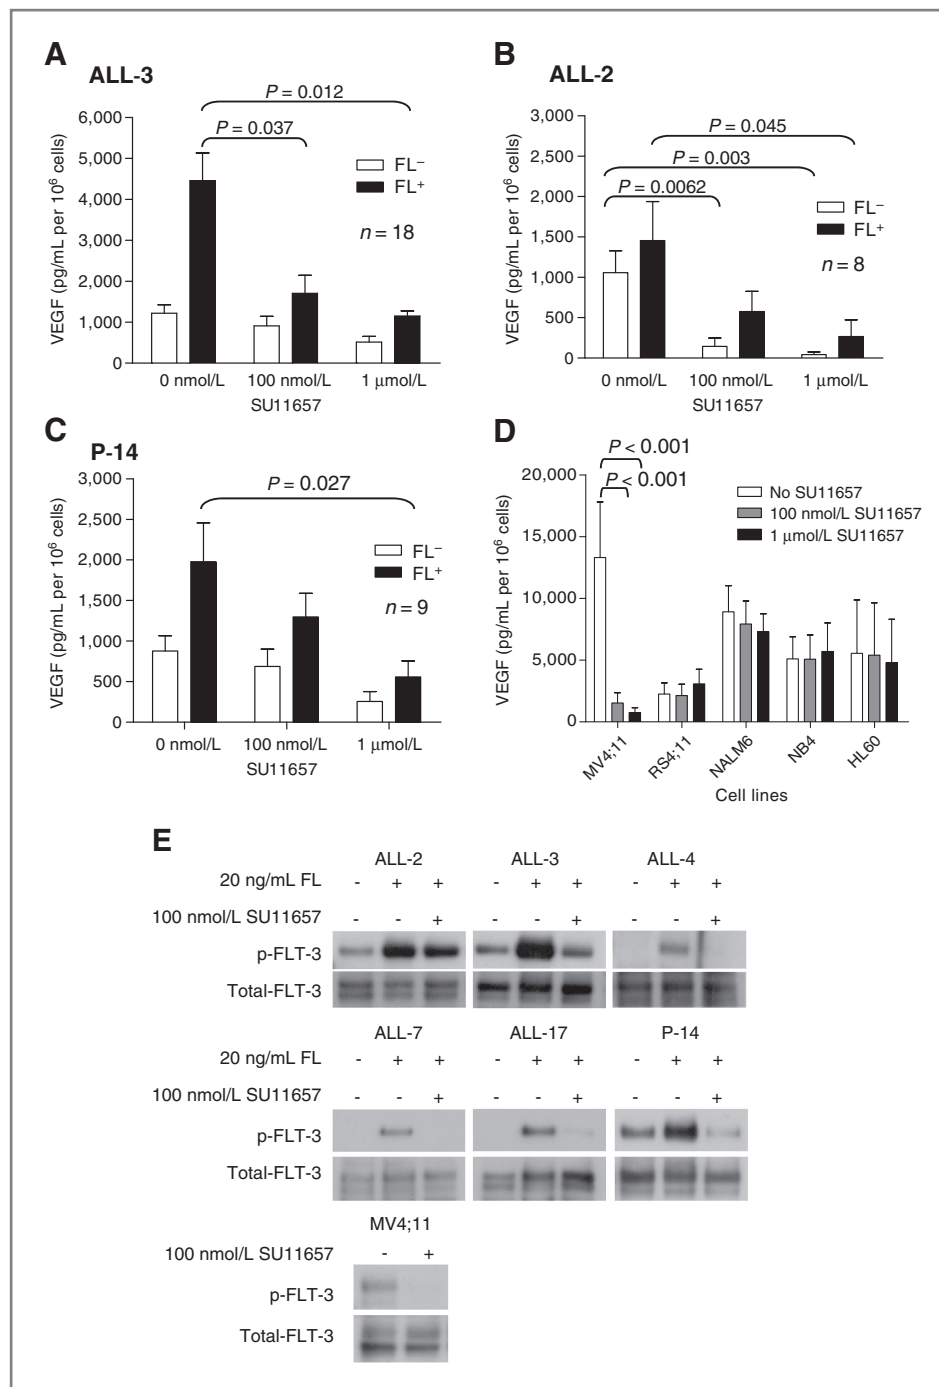 A
ALL-3
P = 0.012
P = 0.037
6,000
5,000
4,000
3,000
2,000
1,000
0
VEGF (pg/mL per 10⁶ cells)
FL⁻
FL⁺
n = 18
0 nmol/L
100 nmol/L
1 μmol/L
SU11657
B
ALL-2
P = 0.045
P = 0.003
P = 0.0062
3,000
2,500
2,000
1,500
1,000
500
0
VEGF (pg/mL per 10⁶ cells)
FL⁻
FL⁺
n = 8
0 nmol/L
100 nmol/L
1 μmol/L
SU11657
C
P-14
P = 0.027
3,000
2,500
2,000
1,500
1,000
500
0
VEGF (pg/mL per 10⁶ cells)
FL⁻
FL⁺
n = 9
0 nmol/L
100 nmol/L
1 μmol/L
SU11657
D
P < 0.001
P < 0.001
20,000
15,000
10,000
5,000
0
VEGF (pg/mL per 10⁶ cells)
No SU11657
100 nmol/L SU11657
1 μmol/L SU11657
MV4;11
RS4;11
NALM6
NB4
HL60
Cell lines
E
ALL-2 ALL-3 ALL-4
20 ng/mL FL - + + - + + - + +
100 nmol/L SU11657 - - + - - + - - +
p-FLT-3
Total-FLT-3
ALL-7 ALL-17 P-14
20 ng/mL FL - + + - + + - + +
100 nmol/L SU11657 - - + - - + - - +
p-FLT-3
Total-FLT-3
MV4;11
100 nmol/L SU11657 - +
p-FLT-3
Total-FLT-3